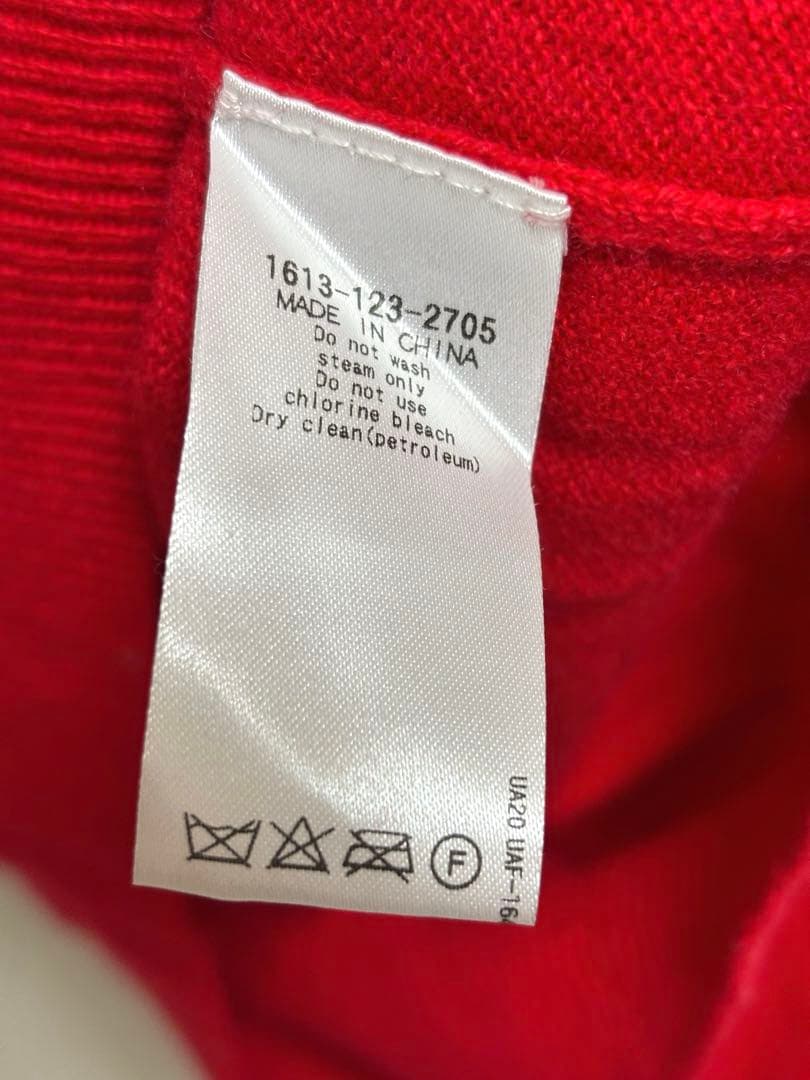 1613-123-2705
MADE IN CHINA
Do not wash
steam only
Do not use
chlorine bleach
Dry clean(petroleum)
F
UA20 UAF-16